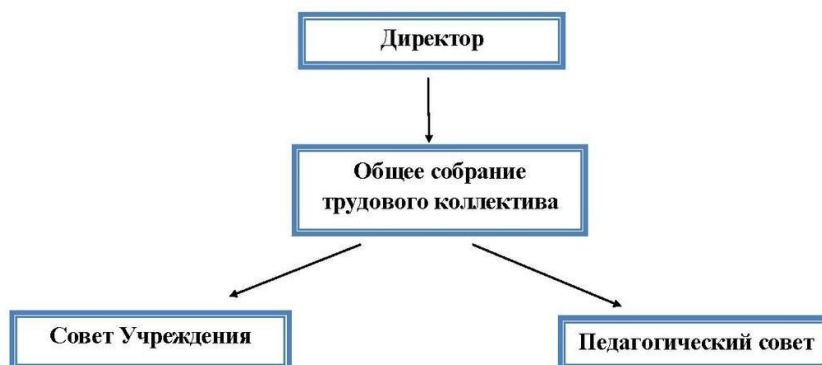 Директор
Общее собрание
трудового коллектива
Совет Учреждения
Педагогический совет